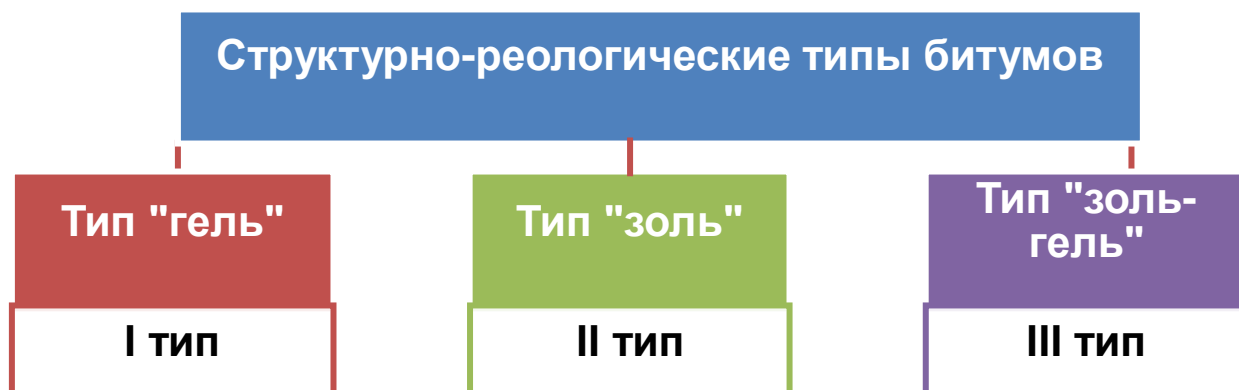 Структурно-реологические типы битумов
Тип "гель"
Тип "золь"
Тип "золь-
гель"
I тип
II тип
III тип